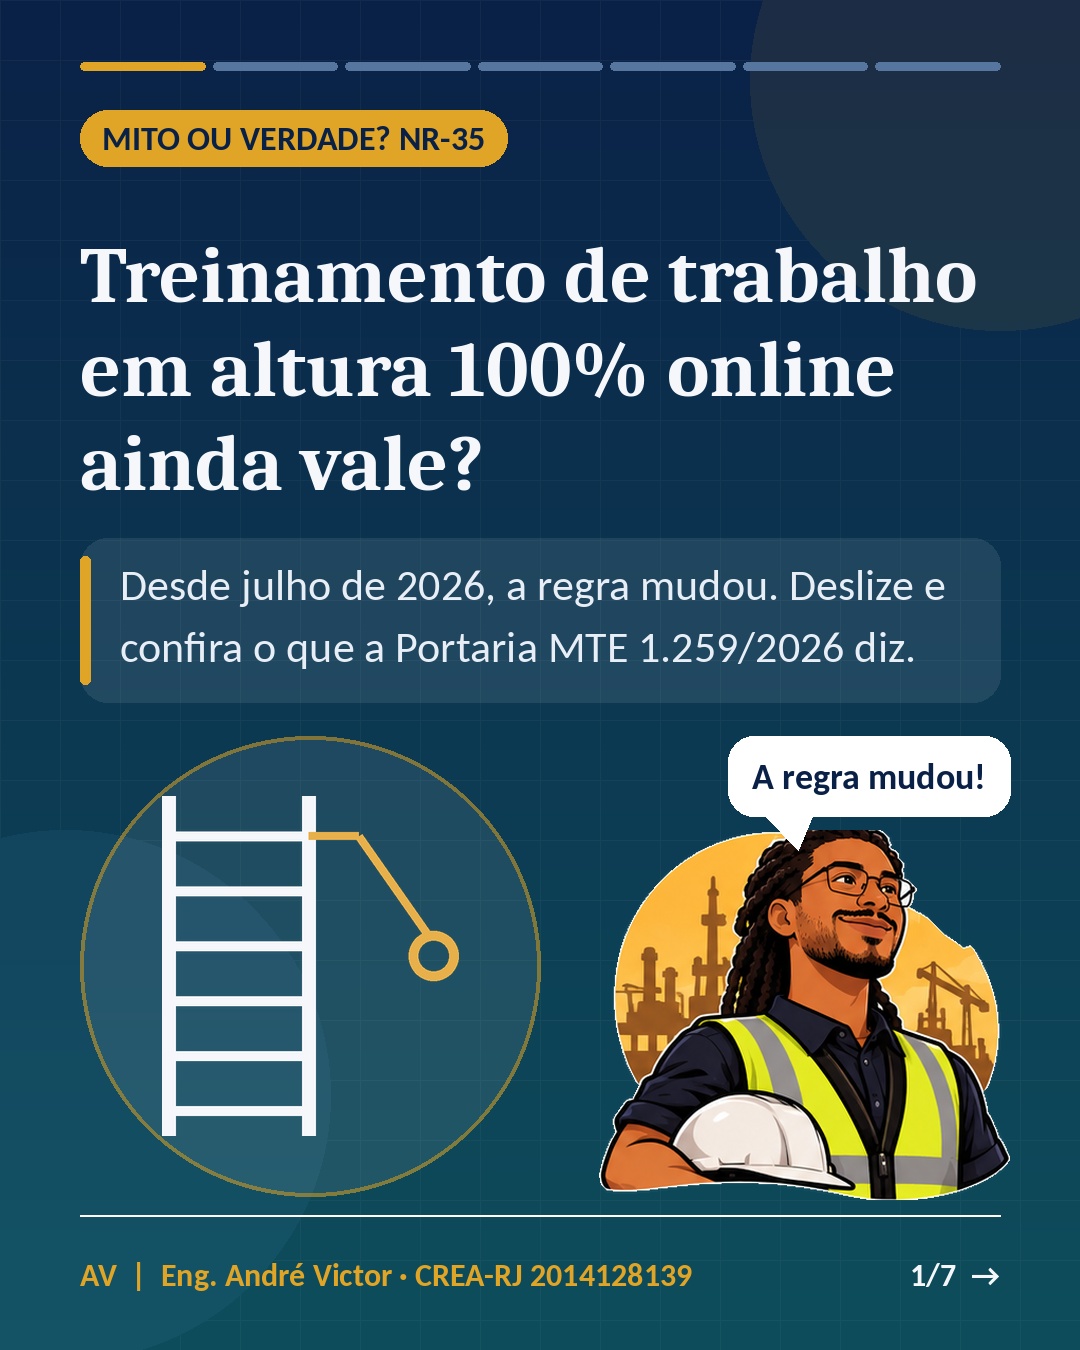 MITO OU VERDADE? NR-35
Treinamento de trabalho
em altura 100% online
ainda vale?
Desde julho de 2026, a regra mudou. Deslize e
confira o que a Portaria MTE 1.259/2026 diz.
A regra mudou!
AV | Eng. André Victor · CREA-RJ 2014128139
1/7 →